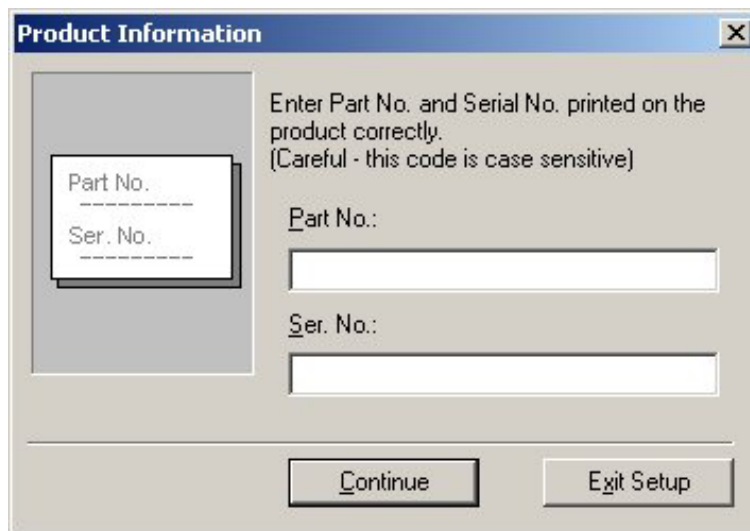 Product Information
Enter Part No. and Serial No. printed on the
product correctly.
(Careful - this code is case sensitive)
Part No.
Ser. No.
Part No.:
Ser. No.:
Continue
Exit Setup